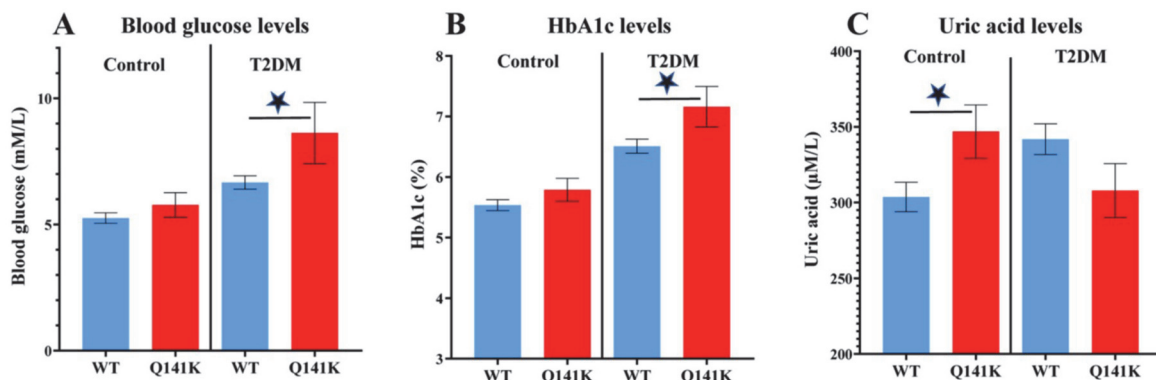 A Blood glucose levels
Control T2DM
Blood glucose (mM/L)
10
5
0
WT Q141K WT Q141K
B HbA1c levels
Control T2DM
HbA1c (%)
8
7
6
5
4
3
WT Q141K WT Q141K
C Uric acid levels
Control T2DM
Uric acid (µM/L)
400
350
300
250
200
WT Q141K WT Q141K